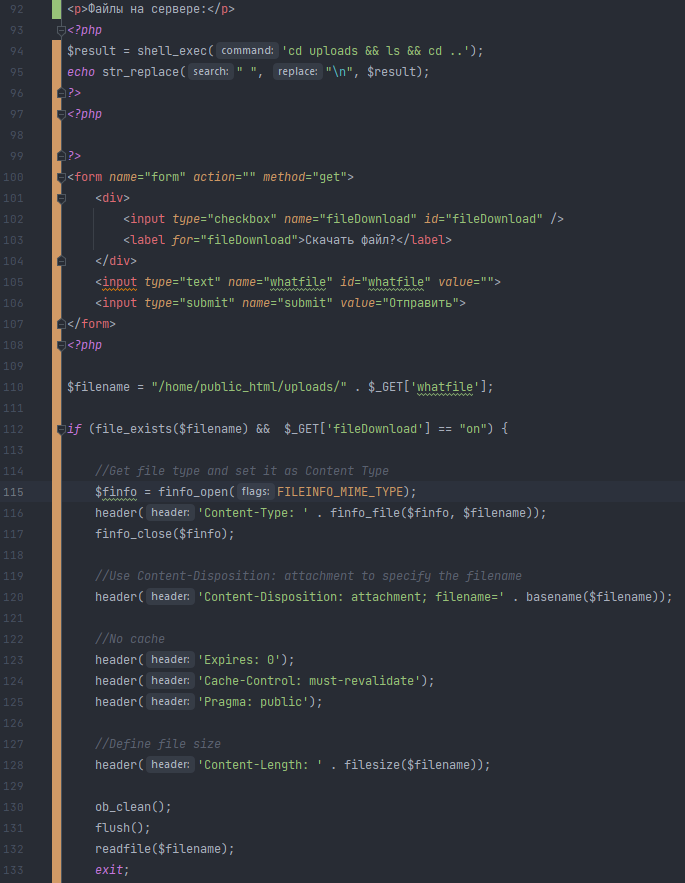 92 <p>Файлы на сервере:</p>
93 <?php
94 $result = shell_exec( command: 'cd uploads && ls && cd ..');
95 echo str_replace( search: " ", replace: "\n", $result);
96 ?>
97 <?php
98
99 ?>
100 <form name="form" action="" method="get">
101     <div>
102         <input type="checkbox" name="fileDownload" id="fileDownload" />
103         <label for="fileDownload">Скачать файл?</label>
104     </div>
105     <input type="text" name="whatfile" id="whatfile" value="">
106     <input type="submit" name="submit" value="Отправить">
107 </form>
108 <?php
109
110 $filename = "/home/public_html/uploads/" . $_GET['whatfile'];
111
112 if (file_exists($filename) &&  $_GET['fileDownload'] == "on") {
113
114     //Get file type and set it as Content Type
115     $finfo = finfo_open( flags: FILEINFO_MIME_TYPE);
116     header( header: 'Content-Type: ' . finfo_file($finfo, $filename));
117     finfo_close($finfo);
118
119     //Use Content-Disposition: attachment to specify the filename
120     header( header: 'Content-Disposition: attachment; filename=' . basename($filename));
121
122     //No cache
123     header( header: 'Expires: 0');
124     header( header: 'Cache-Control: must-revalidate');
125     header( header: 'Pragma: public');
126
127     //Define file size
128     header( header: 'Content-Length: ' . filesize($filename));
129
130     ob_clean();
131     flush();
132     readfile($filename);
133     exit;